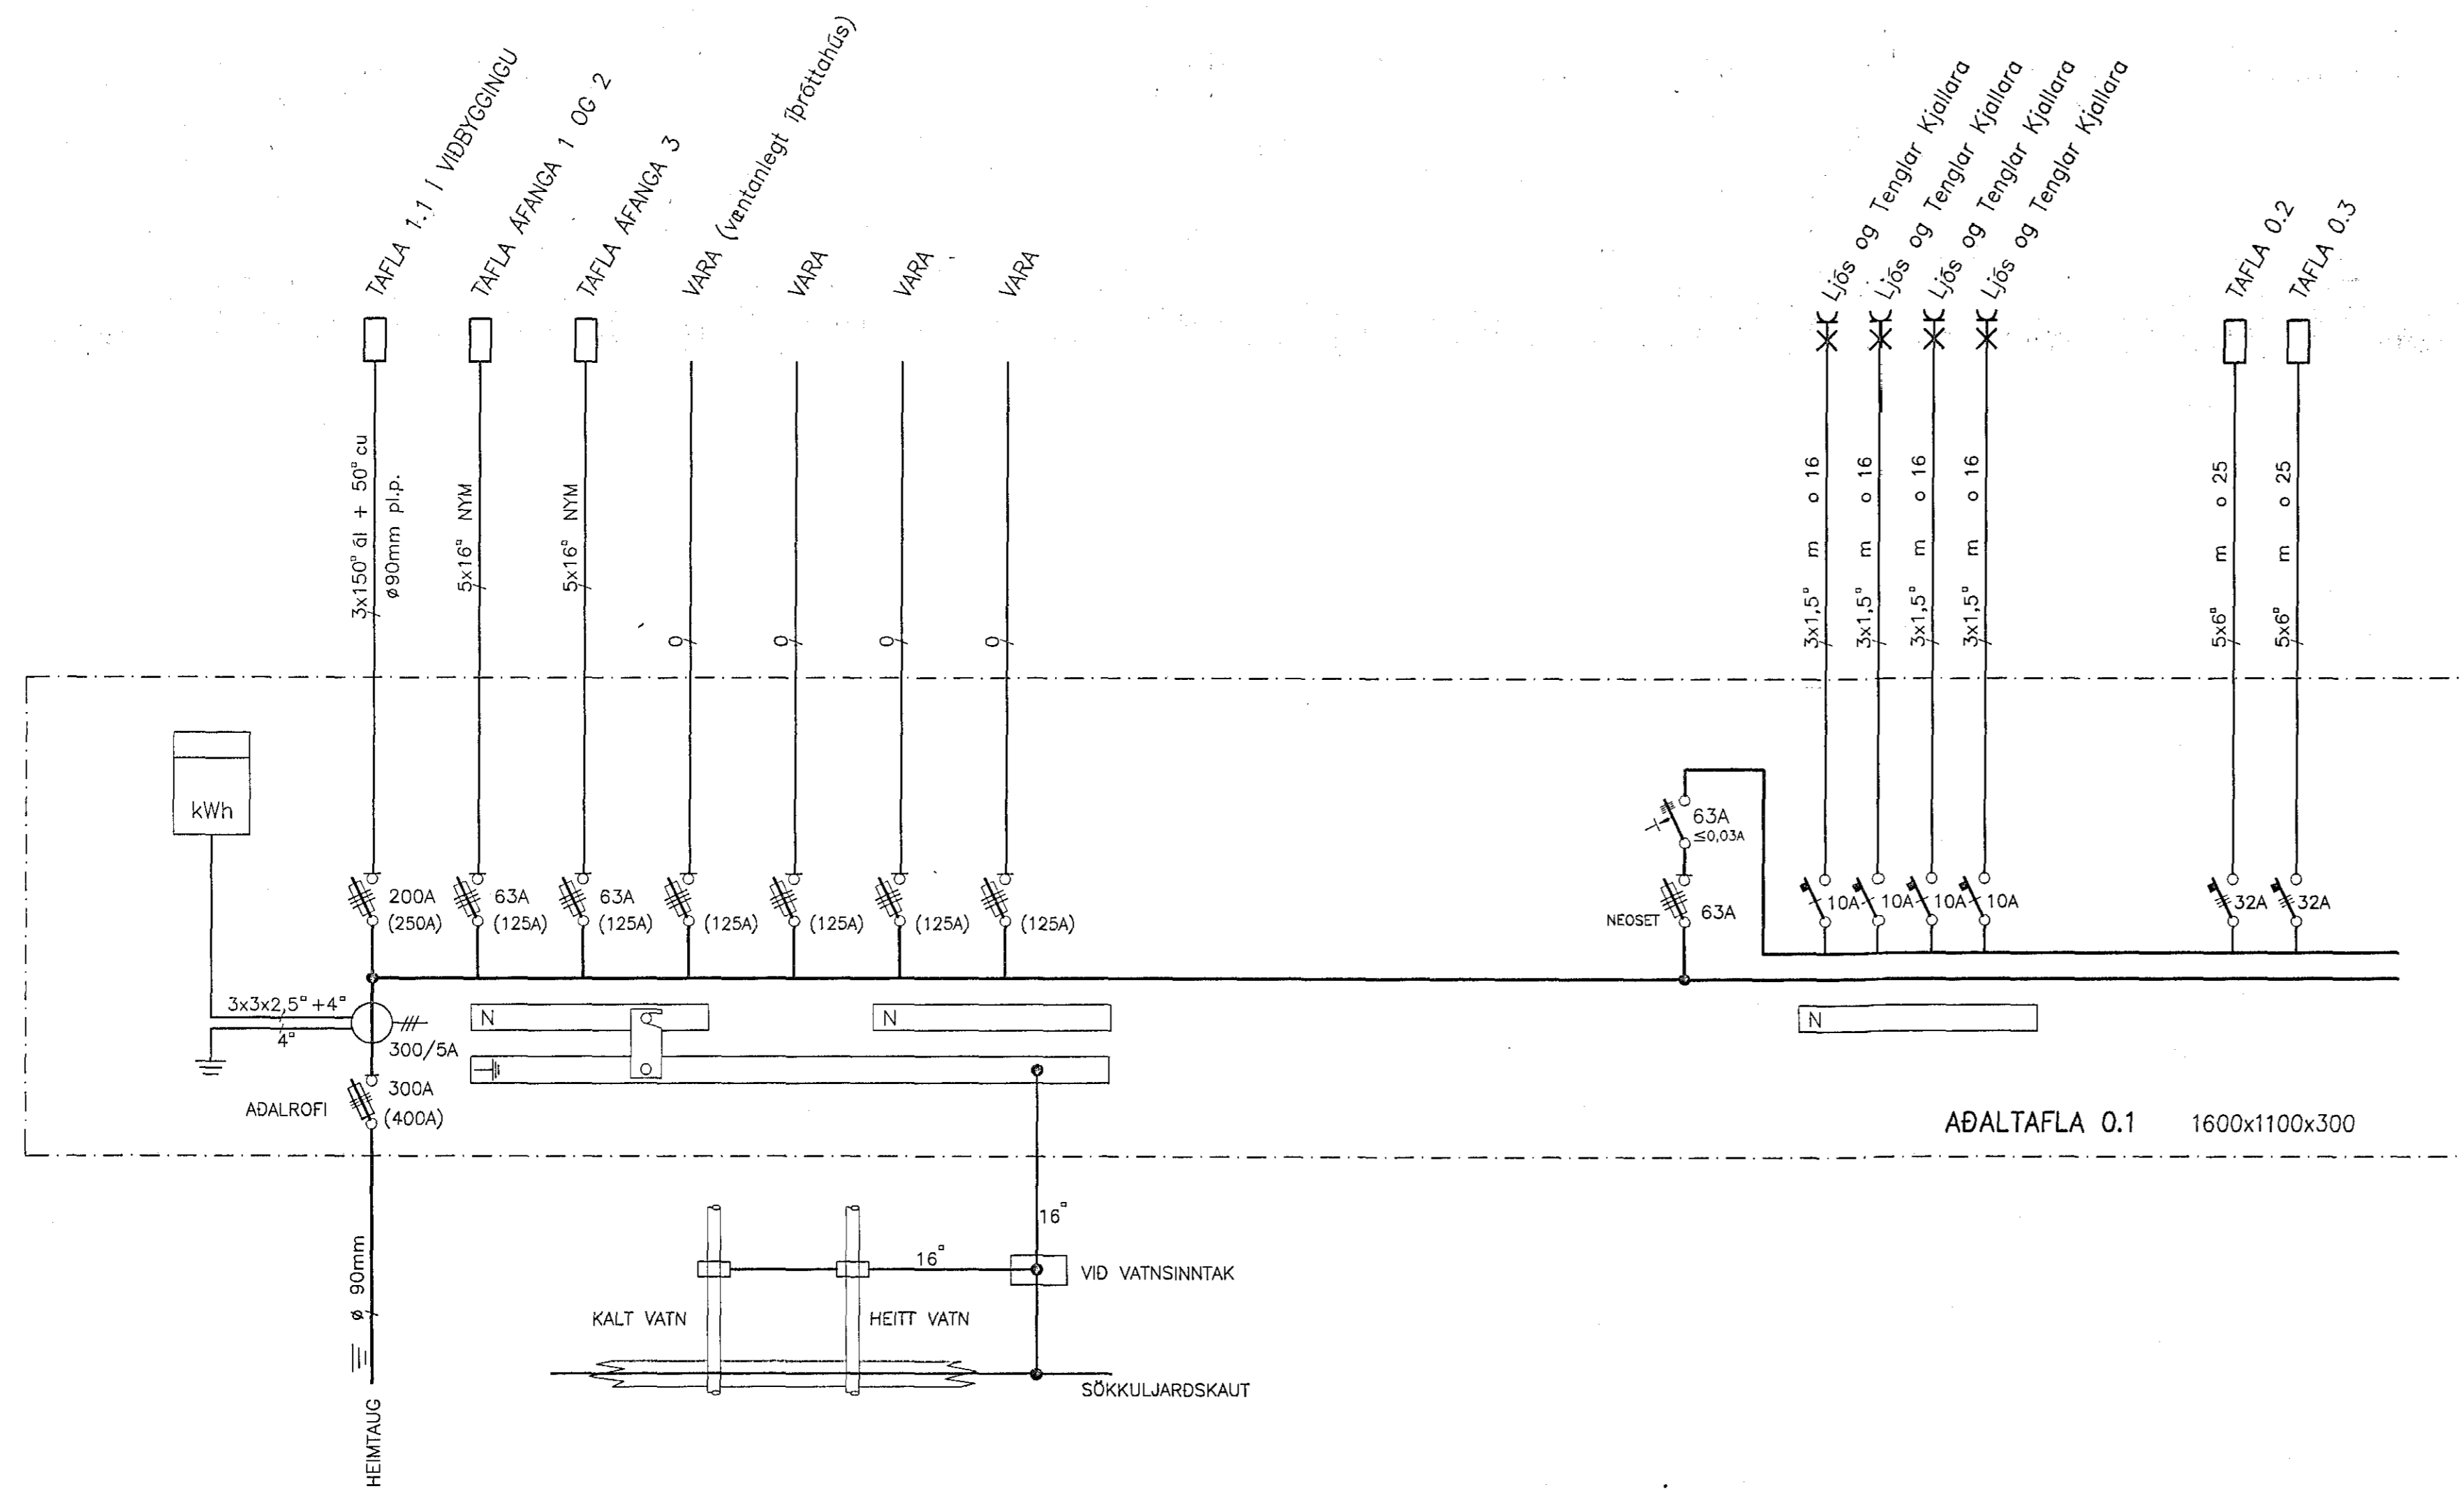 TAFLA 1.1 Í VIÐBYGGINGU
TAFLA ÁFANGA 1 OG 2
TAFLA ÁFANGA 3
VARA (væntanlegt íþróttahús)
VARA
VARA
VARA
Ljós og Tenglar Kjallara
Ljós og Tenglar Kjallara
Ljós og Tenglar Kjallara
Ljós og Tenglar Kjallara
TAFLA 0.2
TAFLA 0.3
3x150▫ ál + 50▫ cu
ø90mm pl.p.
5x16▫ NYM
5x16▫ NYM
0
0
0
0
3x1,5▫ m o 16
3x1,5▫ m o 16
3x1,5▫ m o 16
3x1,5▫ m o 16
5x6▫ m o 25
5x6▫ m o 25
kWh
200A
(250A)
63A
(125A)
63A
(125A)
(125A)
(125A)
(125A)
(125A)
63A
≤0,03A
NEOSET
63A
10A
10A
10A
10A
32A
32A
3x3x2,5▫ +4▫
4▫
300/5A
N
N
N
AÐALROFI
300A
(400A)
AÐALTAFLA 0.1 1600x1100x300
ø 90mm
HEIMTAUG
16▫
16▫
VIÐ VATNSINNTAK
KALT VATN
HEITT VATN
SÖKKULJARÐSKAUT